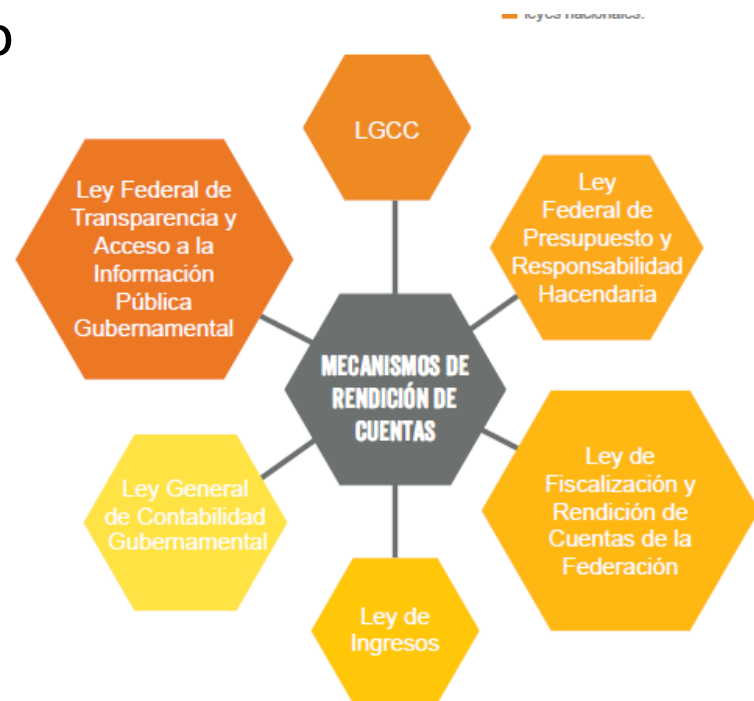 o
leyes nacionales.
LGCC
Ley Federal de
Transparencia y
Acceso a la
Información
Pública
Gubernamental
Ley
Federal de
Presupuesto y
Responsabilidad
Hacendaria
MECANISMOS DE
RENDICIÓN DE
CUENTAS
Ley General
de Contabilidad
Gubernamental
Ley de
Fiscalización y
Rendición de
Cuentas de la
Federación
Ley de
Ingresos